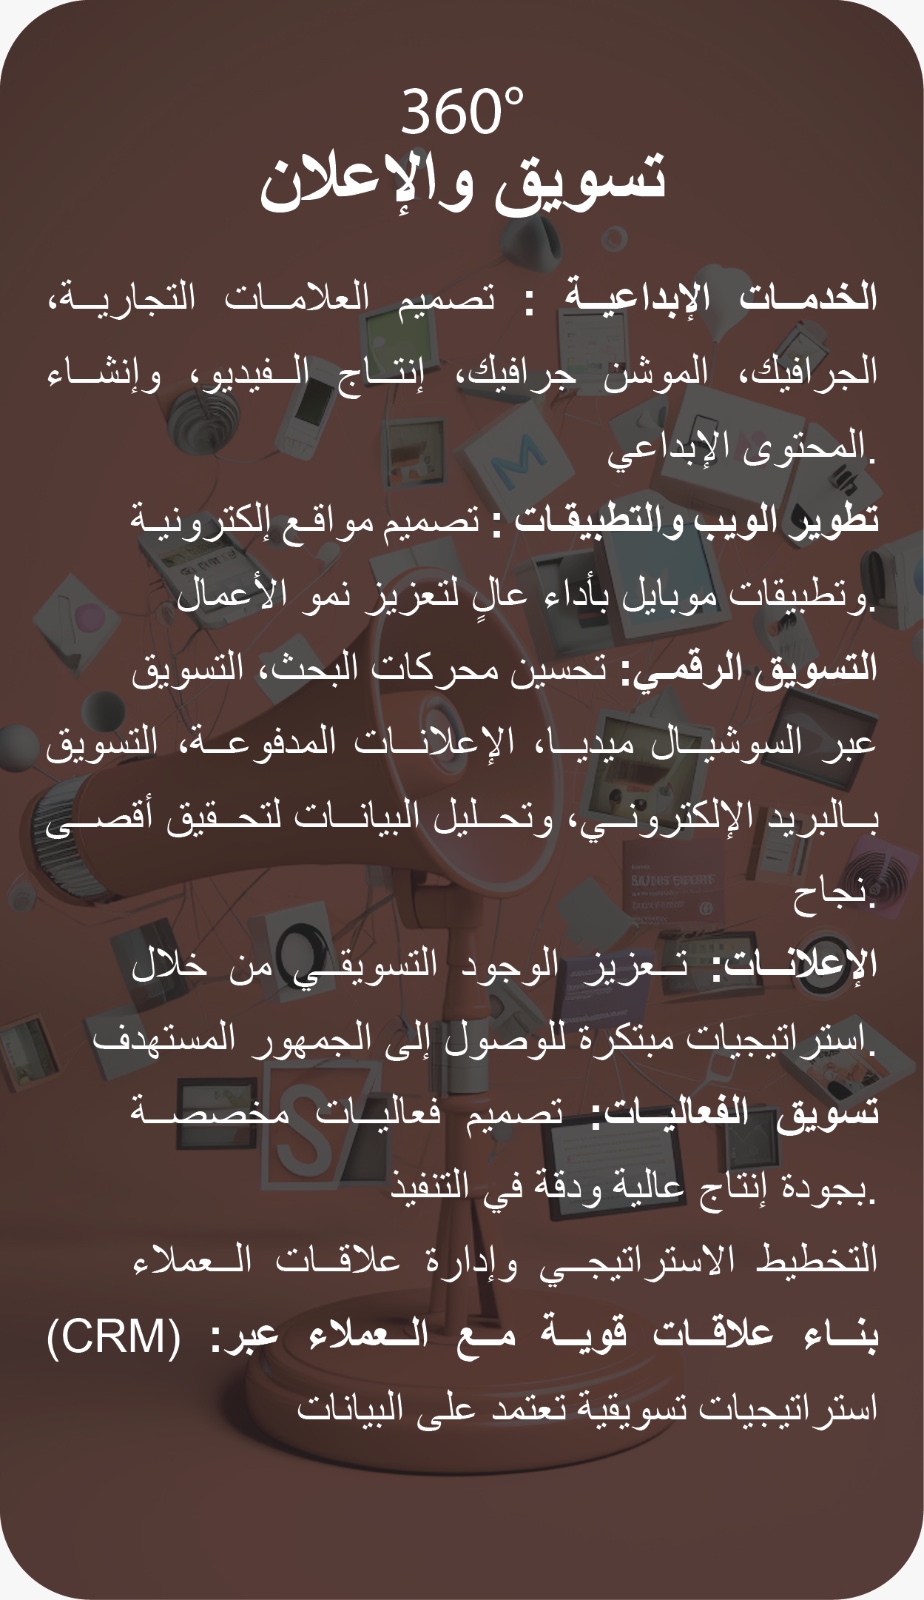 360°
تسويق والإعلان
الخدمات الإبداعية : تصميم العلامات التجارية،
الجرافيك، الموشن جرافيك، إنتاج الفيديو، وإنشاء
.المحتوى الإبداعي
تطوير الويب والتطبيقات : تصميم مواقع إلكترونية
.وتطبيقات موبايل بأداء عالٍ لتعزيز نمو الأعمال
التسويق الرقمي: تحسين محركات البحث، التسويق
عبر السوشيال ميديا، الإعلانات المدفوعة، التسويق
بالبريد الإلكتروني، وتحليل البيانات لتحقيق أقصى
.نجاح
الإعلانات: تعزيز الوجود التسويقي من خلال
.استراتيجيات مبتكرة للوصول إلى الجمهور المستهدف
تسويق الفعاليات: تصميم فعاليات مخصصة
.بجودة إنتاج عالية ودقة في التنفيذ
التخطيط الاستراتيجي وإدارة علاقات العملاء
بناء علاقات قوية مع العملاء عبر: (CRM)
استراتيجيات تسويقية تعتمد على البيانات